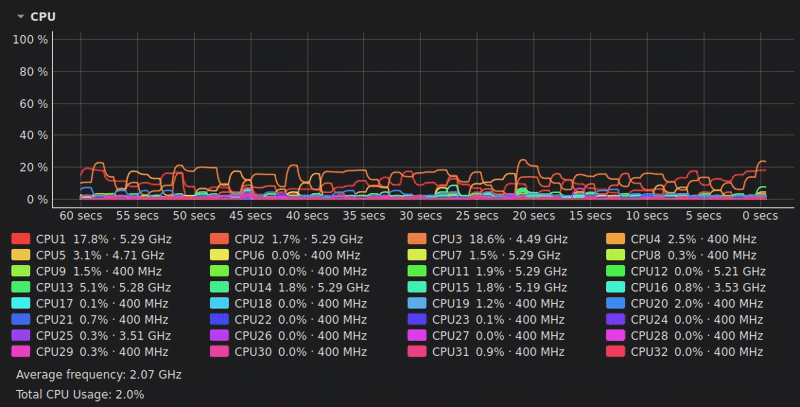 CPU
100 %
80 %
60 %
40 %
20 %
0 %
60 secs 55 secs 50 secs 45 secs 40 secs 35 secs 30 secs 25 secs 20 secs 15 secs 10 secs 5 secs 0 secs
CPU1 17.8% · 5.29 GHz CPU2 1.7% · 5.29 GHz CPU3 18.6% · 4.49 GHz CPU4 2.5% · 400 MHz
CPU5 3.1% · 4.71 GHz CPU6 0.0% · 400 MHz CPU7 1.5% · 5.29 GHz CPU8 0.3% · 400 MHz
CPU9 1.5% · 400 MHz CPU10 0.0% · 400 MHz CPU11 1.9% · 5.29 GHz CPU12 0.0% · 5.21 GHz
CPU13 5.1% · 5.28 GHz CPU14 1.8% · 5.29 GHz CPU15 1.8% · 5.19 GHz CPU16 0.8% · 3.53 GHz
CPU17 0.1% · 400 MHz CPU18 0.0% · 400 MHz CPU19 1.2% · 400 MHz CPU20 2.0% · 400 MHz
CPU21 0.7% · 400 MHz CPU22 0.0% · 400 MHz CPU23 0.1% · 400 MHz CPU24 0.0% · 400 MHz
CPU25 0.3% · 3.51 GHz CPU26 0.0% · 400 MHz CPU27 0.0% · 400 MHz CPU28 0.0% · 400 MHz
CPU29 0.3% · 400 MHz CPU30 0.0% · 400 MHz CPU31 0.9% · 400 MHz CPU32 0.0% · 400 MHz
Average frequency: 2.07 GHz
Total CPU Usage: 2.0%